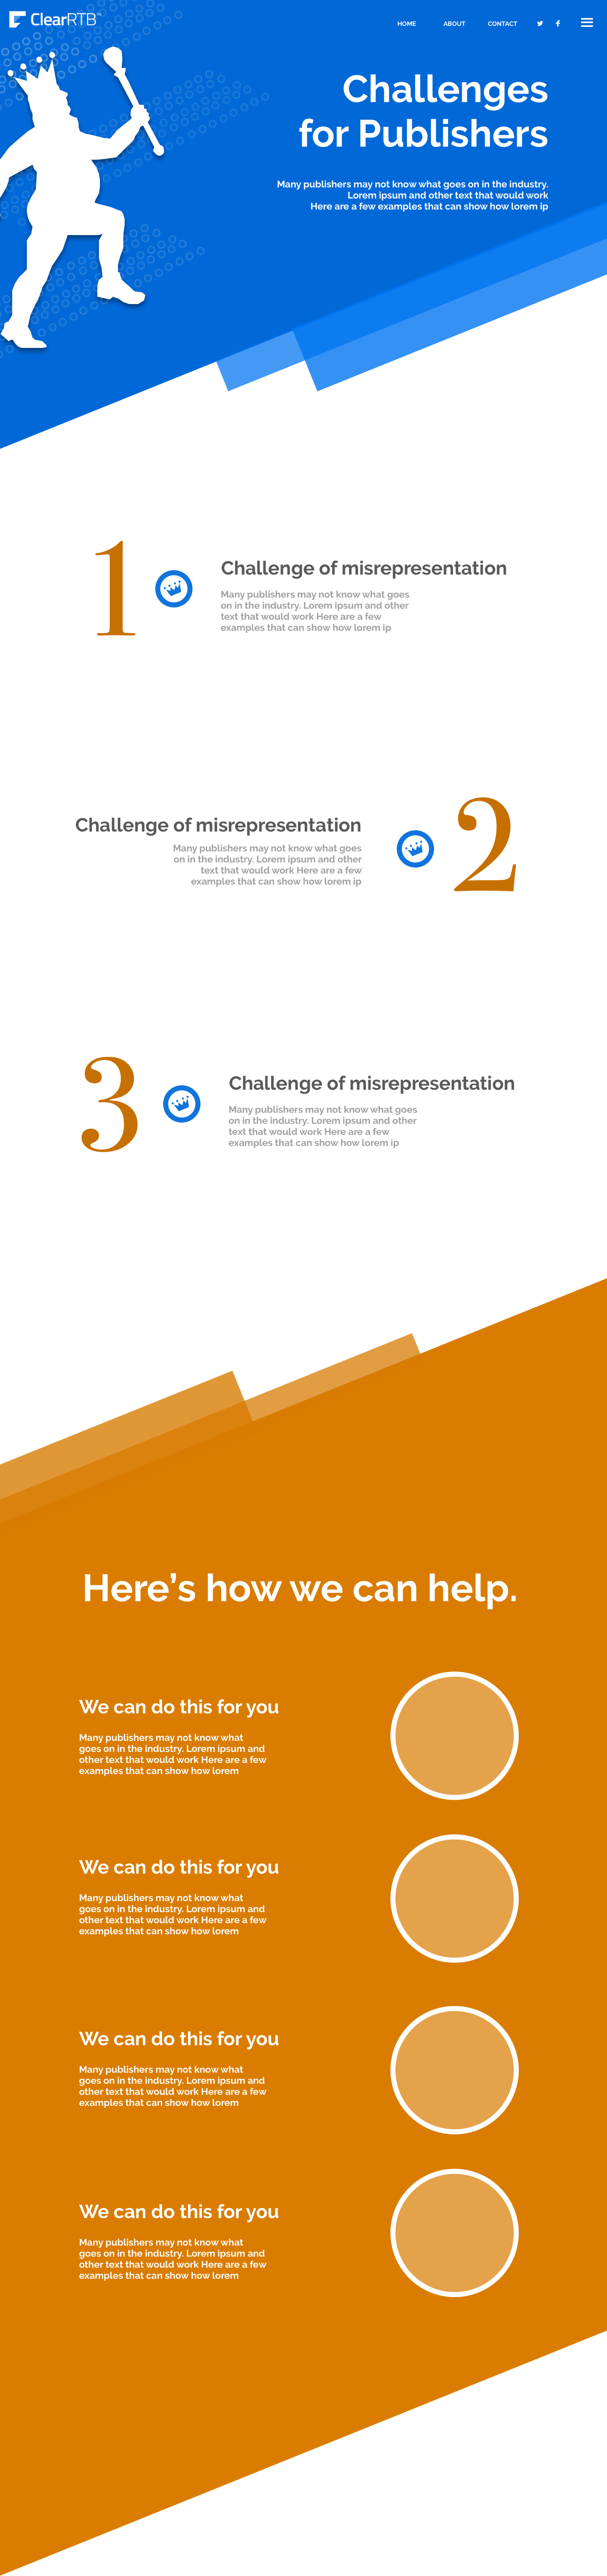 ClearRTB
HOME ABOUT CONTACT
Challenges
for Publishers
Many publishers may not know what goes on in the industry.
Lorem ipsum and other text that would work
Here are a few examples that can show how lorem ip
1
Challenge of misrepresentation
Many publishers may not know what goes
on in the industry. Lorem ipsum and other
text that would work Here are a few
examples that can show how lorem ip
Challenge of misrepresentation
Many publishers may not know what goes
on in the industry. Lorem ipsum and other
text that would work Here are a few
examples that can show how lorem ip
2
3
Challenge of misrepresentation
Many publishers may not know what goes
on in the industry. Lorem ipsum and other
text that would work Here are a few
examples that can show how lorem ip
Here’s how we can help.
We can do this for you
Many publishers may not know what
goes on in the industry. Lorem ipsum and
other text that would work Here are a few
examples that can show how lorem
We can do this for you
Many publishers may not know what
goes on in the industry. Lorem ipsum and
other text that would work Here are a few
examples that can show how lorem
We can do this for you
Many publishers may not know what
goes on in the industry. Lorem ipsum and
other text that would work Here are a few
examples that can show how lorem
We can do this for you
Many publishers may not know what
goes on in the industry. Lorem ipsum and
other text that would work Here are a few
examples that can show how lorem